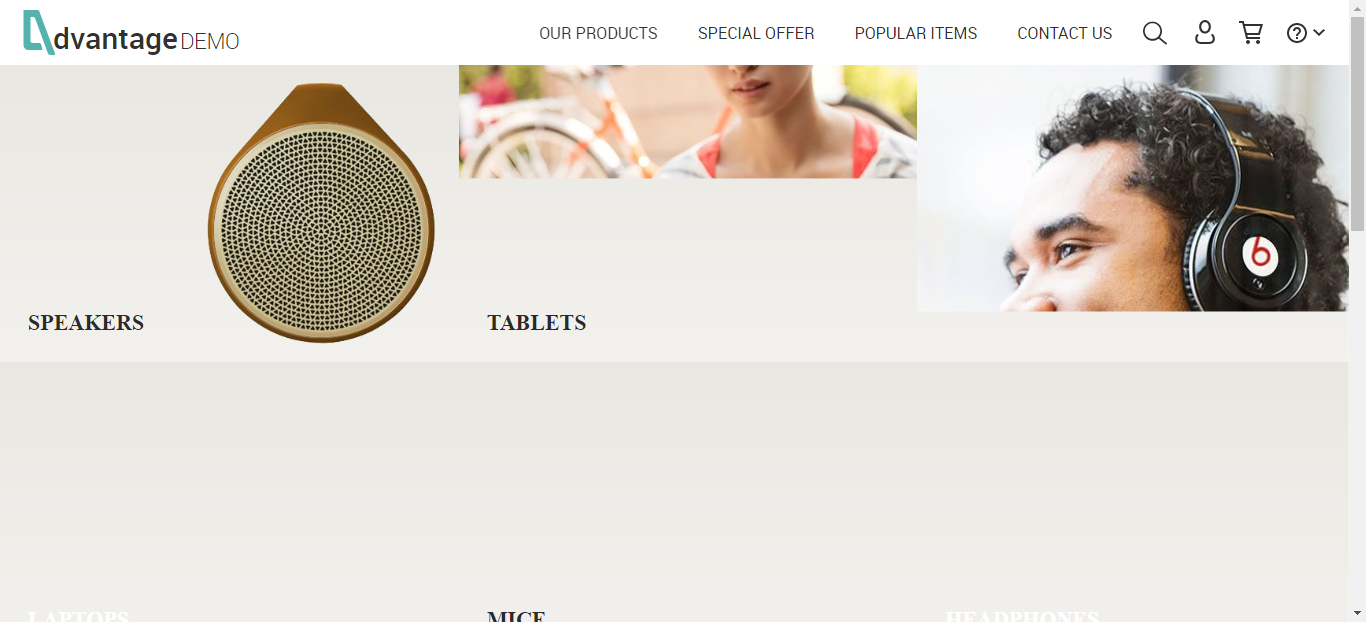 dvantage DEMO
OUR PRODUCTS
SPECIAL OFFER
POPULAR ITEMS
CONTACT US
SPEAKERS
TABLETS
LAPTOPS
MICE
HEADPHONES